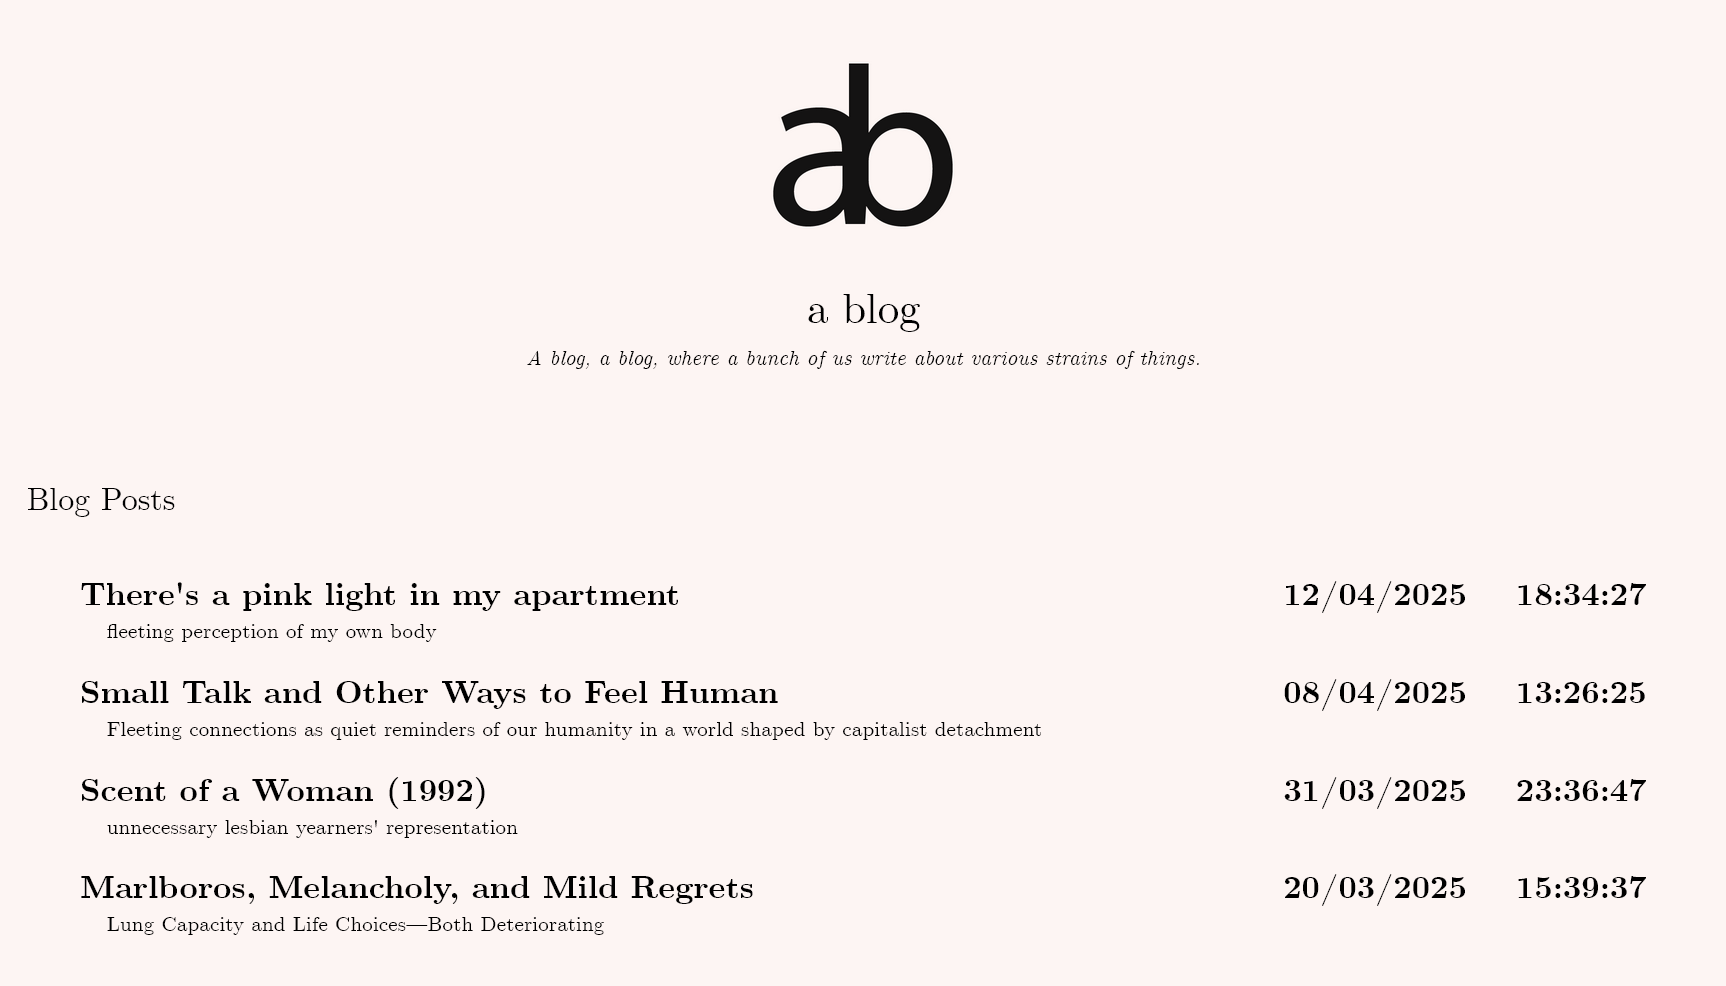 ab
a blog
A blog, a blog, where a bunch of us write about various strains of things.
Blog Posts
There's a pink light in my apartment 12/04/2025 18:34:27
fleeting perception of my own body
Small Talk and Other Ways to Feel Human 08/04/2025 13:26:25
Fleeting connections as quiet reminders of our humanity in a world shaped by capitalist detachment
Scent of a Woman (1992) 31/03/2025 23:36:47
unnecessary lesbian yearners' representation
Marlboros, Melancholy, and Mild Regrets 20/03/2025 15:39:37
Lung Capacity and Life Choices—Both Deteriorating